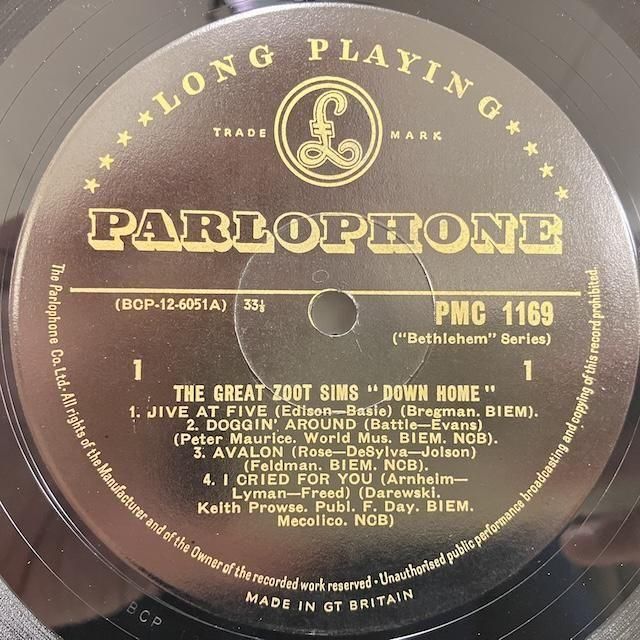 ★★★★ LONG PLAYING ★★★★
TRADE £ MARK
PARLOPHONE
(BCP-12-6051A) 33⅓ PMC 1169
("Bethlehem" Series)
1 1
THE GREAT ZOOT SIMS "DOWN HOME"
1. JIVE AT FIVE (Edison—Basie) (Bregman. BIEM).
2. DOGGIN' AROUND (Battle—Evans)
(Peter Maurice. World Mus. BIEM. NCB).
3. AVALON (Rose—DeSylva—Jolson)
(Feldman. BIEM. NCB).
4. I CRIED FOR YOU (Arnheim—
Lyman—Freed) (Darewski.
Keith Prowse. Publ. F. Day. BIEM.
Mecolico. NCB)
The Parlophone Co. Ltd. All rights of the Manufacturer and of the Owner of the recorded work reserved · Unauthorised public performance broadcasting and copying of this record prohibited.
MADE IN GT BRITAIN
BCP